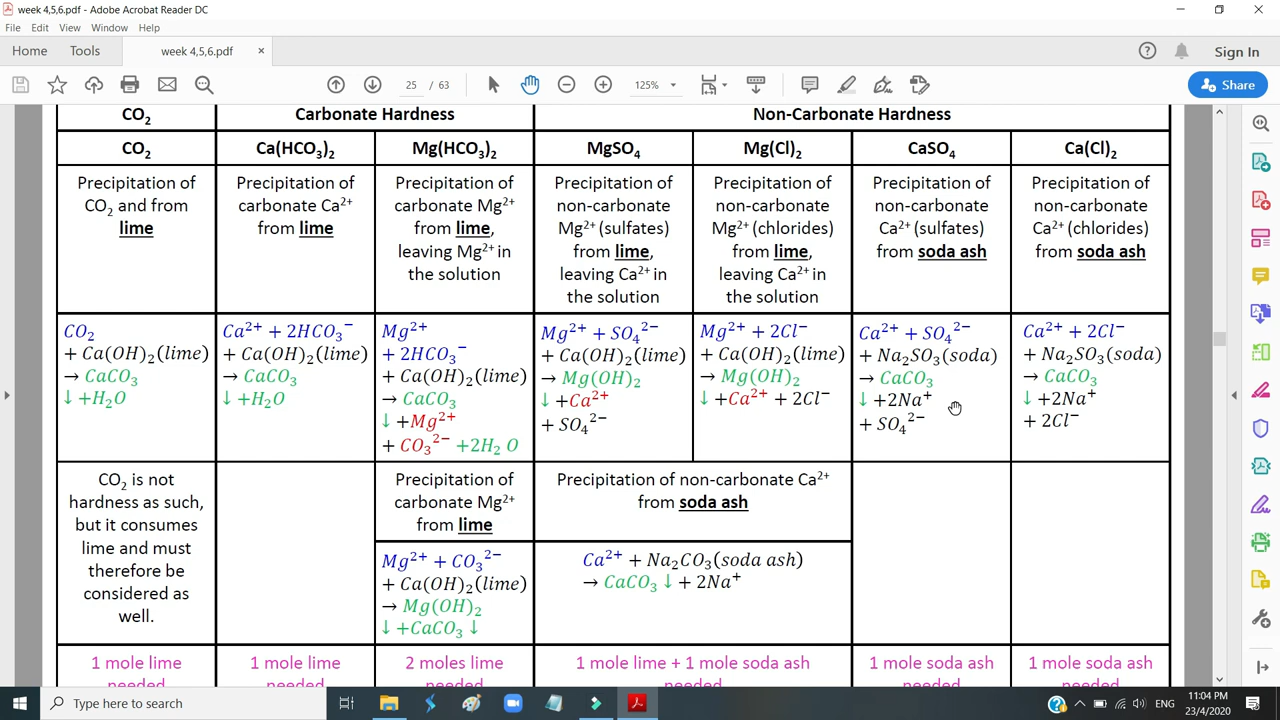 week 4,5,6.pdf - Adobe Acrobat Reader DC
File Edit View Window Help
Home Tools week 4,5,6.pdf × ? Sign In
25 / 63 125% Share
CO₂ Carbonate Hardness Non-Carbonate Hardness
CO₂ Ca(HCO₃)₂ Mg(HCO₃)₂ MgSO₄ Mg(Cl)₂ CaSO₄ Ca(Cl)₂
Precipitation of
CO₂ and from
lime
Precipitation of
carbonate Ca²⁺
from lime
Precipitation of
carbonate Mg²⁺
from lime,
leaving Mg²⁺ in
the solution
Precipitation of
non-carbonate
Mg²⁺ (sulfates)
from lime,
leaving Ca²⁺ in
the solution
Precipitation of
non-carbonate
Mg²⁺ (chlorides)
from lime,
leaving Ca²⁺ in
the solution
Precipitation of
non-carbonate
Ca²⁺ (sulfates)
from soda ash
Precipitation of
non-carbonate
Ca²⁺ (chlorides)
from soda ash
CO₂
+ Ca(OH)₂(lime)
→ CaCO₃
↓ +H₂O
Ca²⁺ + 2HCO₃⁻
+ Ca(OH)₂(lime)
→ CaCO₃
↓ +H₂O
Mg²⁺
+ 2HCO₃⁻
+ Ca(OH)₂(lime)
→ CaCO₃
↓ +Mg²⁺
+ CO₃²⁻ +2H₂ O
Mg²⁺ + SO₄²⁻
+ Ca(OH)₂(lime)
→ Mg(OH)₂
↓ +Ca²⁺
+ SO₄²⁻
Mg²⁺ + 2Cl⁻
+ Ca(OH)₂(lime)
→ Mg(OH)₂
↓ +Ca²⁺ + 2Cl⁻
Ca²⁺ + SO₄²⁻
+ Na₂SO₃(soda)
→ CaCO₃
↓ +2Na⁺
+ SO₄²⁻
Ca²⁺ + 2Cl⁻
+ Na₂SO₃(soda)
→ CaCO₃
↓ +2Na⁺
+ 2Cl⁻
CO₂ is not
hardness as such,
but it consumes
lime and must
therefore be
considered as
well.
Precipitation of
carbonate Mg²⁺
from lime
Mg²⁺ + CO₃²⁻
+ Ca(OH)₂(lime)
→ Mg(OH)₂
↓ +CaCO₃ ↓
Precipitation of non-carbonate Ca²⁺
from soda ash
Ca²⁺ + Na₂CO₃(soda ash)
→ CaCO₃ ↓ + 2Na⁺
1 mole lime
needed
1 mole lime
needed
2 moles lime
needed
1 mole lime + 1 mole soda ash
needed
1 mole soda ash
needed
1 mole soda ash
needed
Type here to search ENG 11:04 PM
23/4/2020